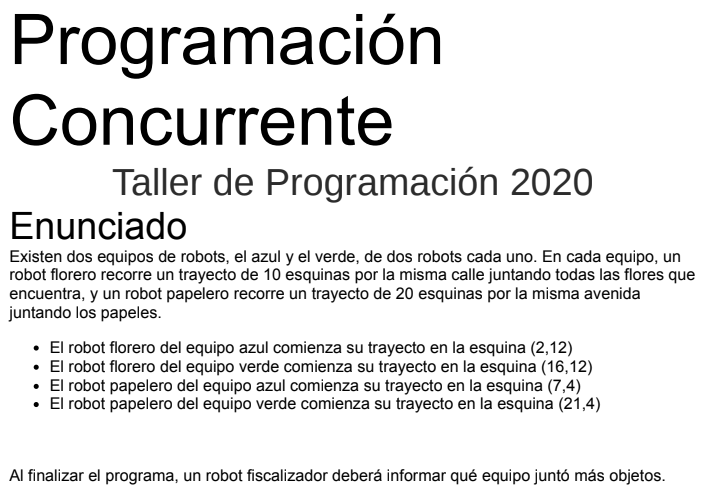 Programación
Concurrente
Taller de Programación 2020
Enunciado
Existen dos equipos de robots, el azul y el verde, de dos robots cada uno. En cada equipo, un
robot florero recorre un trayecto de 10 esquinas por la misma calle juntando todas las flores que
encuentra, y un robot papelero recorre un trayecto de 20 esquinas por la misma avenida
juntando los papeles.
• El robot florero del equipo azul comienza su trayecto en la esquina (2,12)
• El robot florero del equipo verde comienza su trayecto en la esquina (16,12)
• El robot papelero del equipo azul comienza su trayecto en la esquina (7,4)
• El robot papelero del equipo verde comienza su trayecto en la esquina (21,4)
Al finalizar el programa, un robot fiscalizador deberá informar qué equipo juntó más objetos.